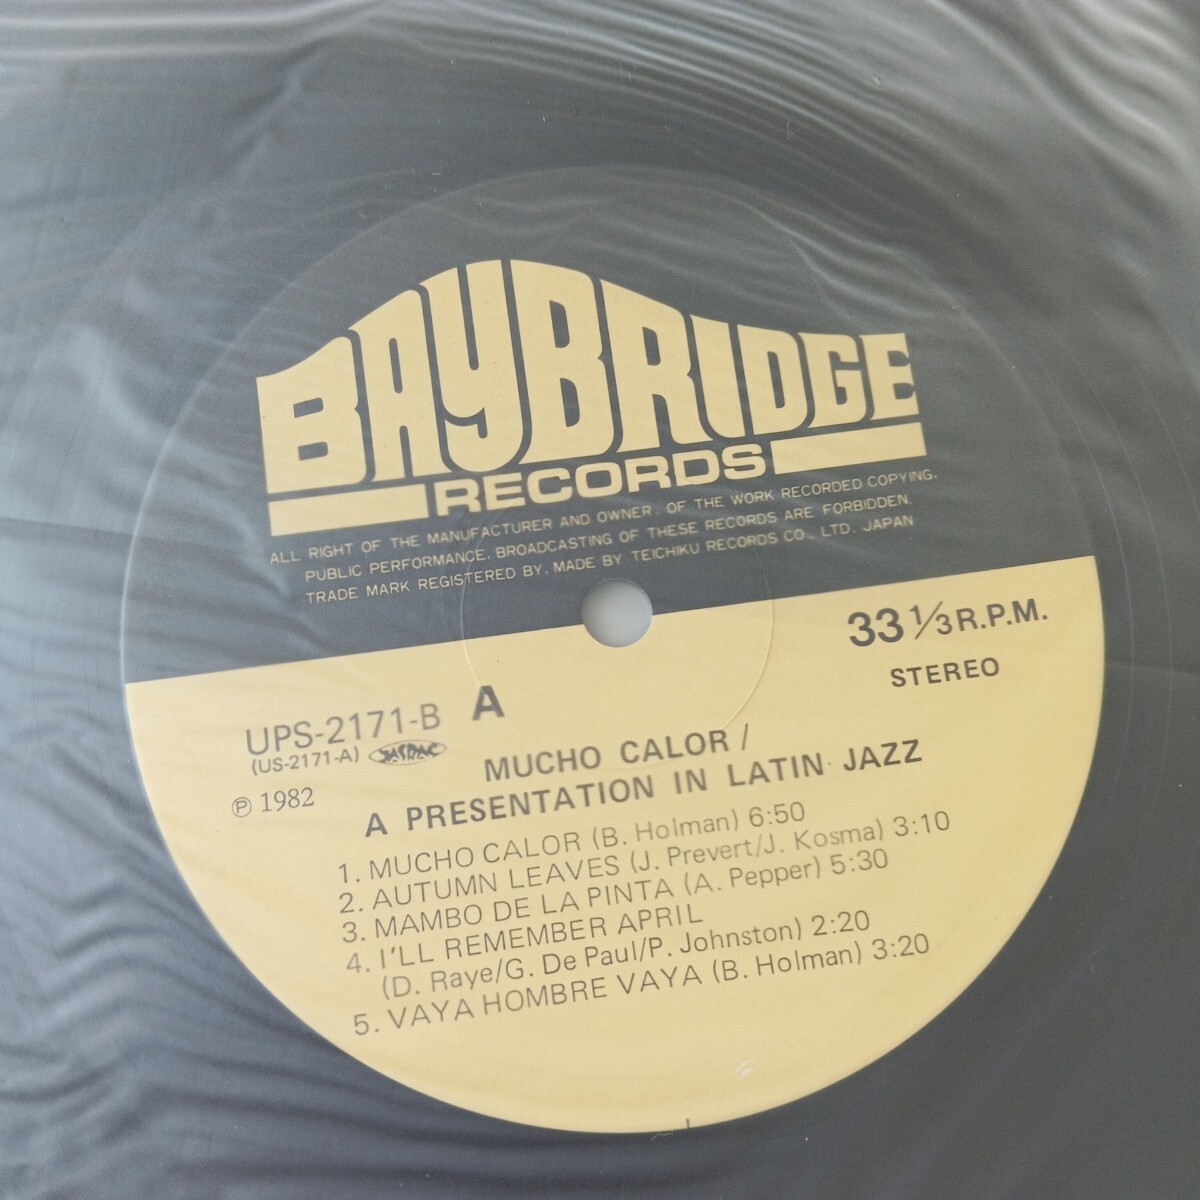 BAYBRIDGE
RECORDS
ALL RIGHT OF THE MANUFACTURER AND OWNER. OF THE WORK RECORDED COPYING.
PUBLIC PERFORMANCE. BROADCASTING OF THESE RECORDS ARE FORBIDDEN.
TRADE MARK REGISTERED BY. MADE BY TEICHIKU RECORDS CO., LTD. JAPAN
33 1/3 R.P.M.
STEREO
UPS-2171-B A
(US-2171-A) JASRAC
℗ 1982
MUCHO CALOR /
A PRESENTATION IN LATIN JAZZ
1. MUCHO CALOR (B. Holman) 6:50
2. AUTUMN LEAVES (J. Prevert/J. Kosma) 3:10
3. MAMBO DE LA PINTA (A. Pepper) 5:30
4. I'LL REMEMBER APRIL
(D. Raye/G. De Paul/P. Johnston) 2:20
5. VAYA HOMBRE VAYA (B. Holman) 3:20